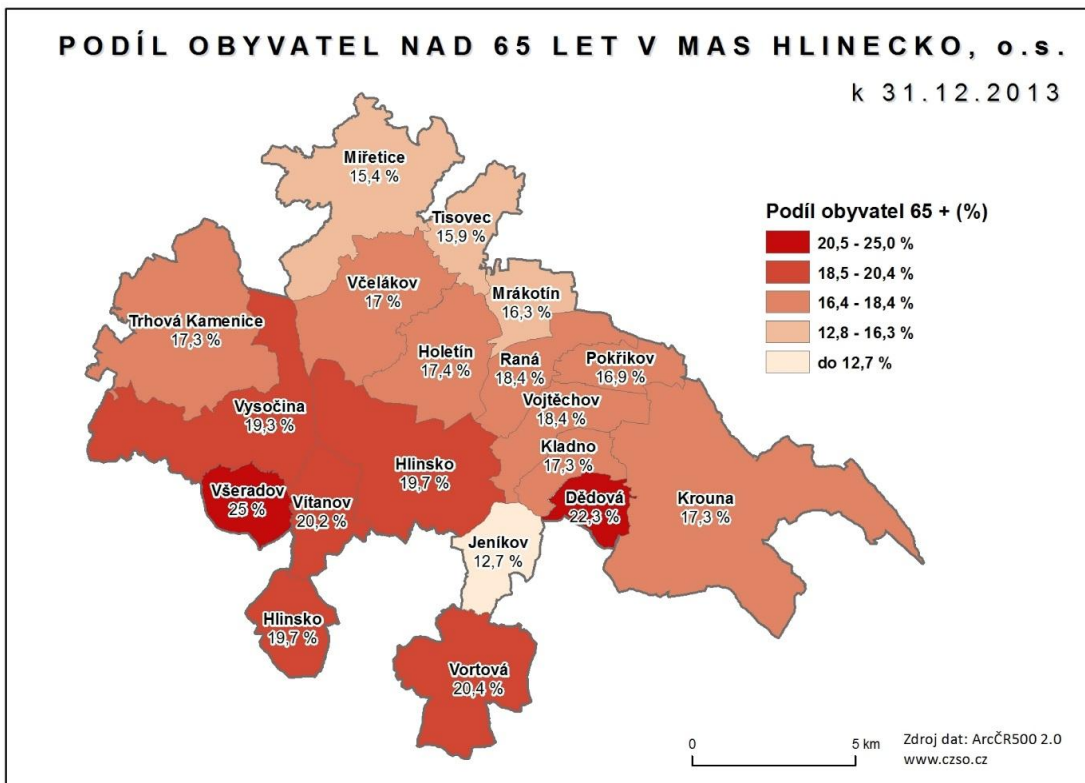 PODÍL OBYVATEL NAD 65 LET V MAS HLINECKO, o.s.
k 31.12.2013
Miřetice
15,4 %
Tisovec
15,9 %
Včelákov
17 %
Mrákotín
16,3 %
Trhová Kamenice
17,3 %
Holetín
17,4 %
Raná
18,4 %
Pokřikov
16,9 %
Vojtěchov
18,4 %
Vysočina
19,3 %
Kladno
17,3 %
Hlinsko
19,7 %
Všeradov
25 %
Vítanov
20,2 %
Dědová
22,3 %
Krouna
17,3 %
Jeníkov
12,7 %
Hlinsko
19,7 %
Vortová
20,4 %
Podíl obyvatel 65 + (%)
20,5 - 25,0 %
18,5 - 20,4 %
16,4 - 18,4 %
12,8 - 16,3 %
do 12,7 %
0 5 km
Zdroj dat: ArcČR500 2.0
www.czso.cz